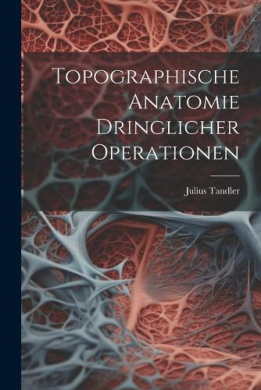 Topographische
Anatomie
Dringlicher
Operationen
Julius Tandler